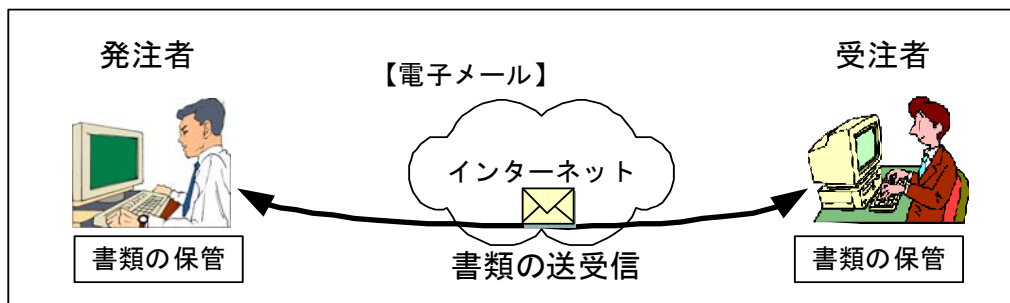 発注者
受注者
【電子メール】
インターネット
書類の送受信
書類の保管
書類の保管